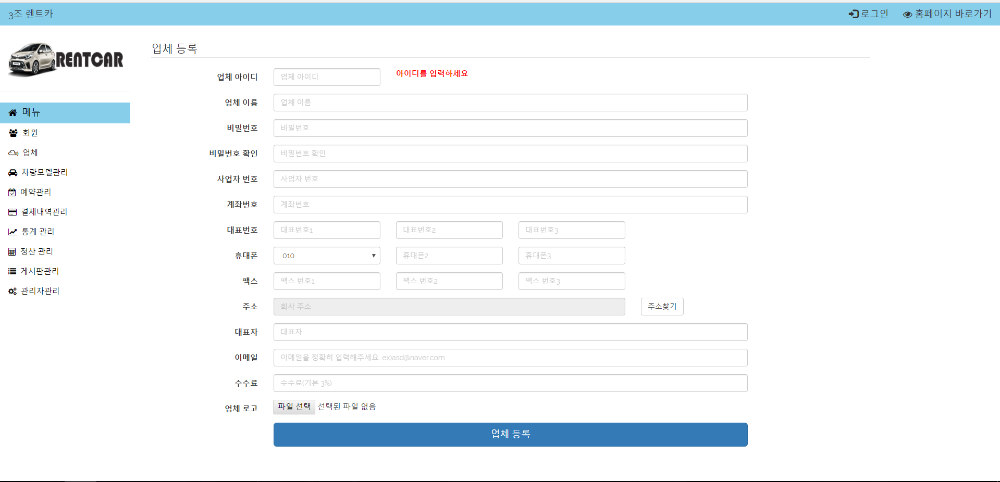 3조 렌트카
로그인 홈페이지 바로가기
RENTCAR
메뉴
회원
업체
차량모델관리
예약관리
결제내역관리
통계 관리
정산 관리
게시판관리
관리자관리
업체 등록
업체 아이디 업체 아이디 아이디를 입력하세요
업체 이름 업체 이름
비밀번호 비밀번호
비밀번호 확인 비밀번호 확인
사업자 번호 사업자 번호
계좌번호 계좌번호
대표번호 대표번호1 대표번호2 대표번호3
휴대폰 010 휴대폰2 휴대폰3
팩스 팩스 번호1 팩스 번호2 팩스 번호3
주소 회사 주소 주소찾기
대표자 대표자
이메일 이메일을 정확히 입력해주세요. ex)asd@naver.com
수수료 수수료(기본 3%)
업체 로고 파일 선택 선택된 파일 없음
업체 등록